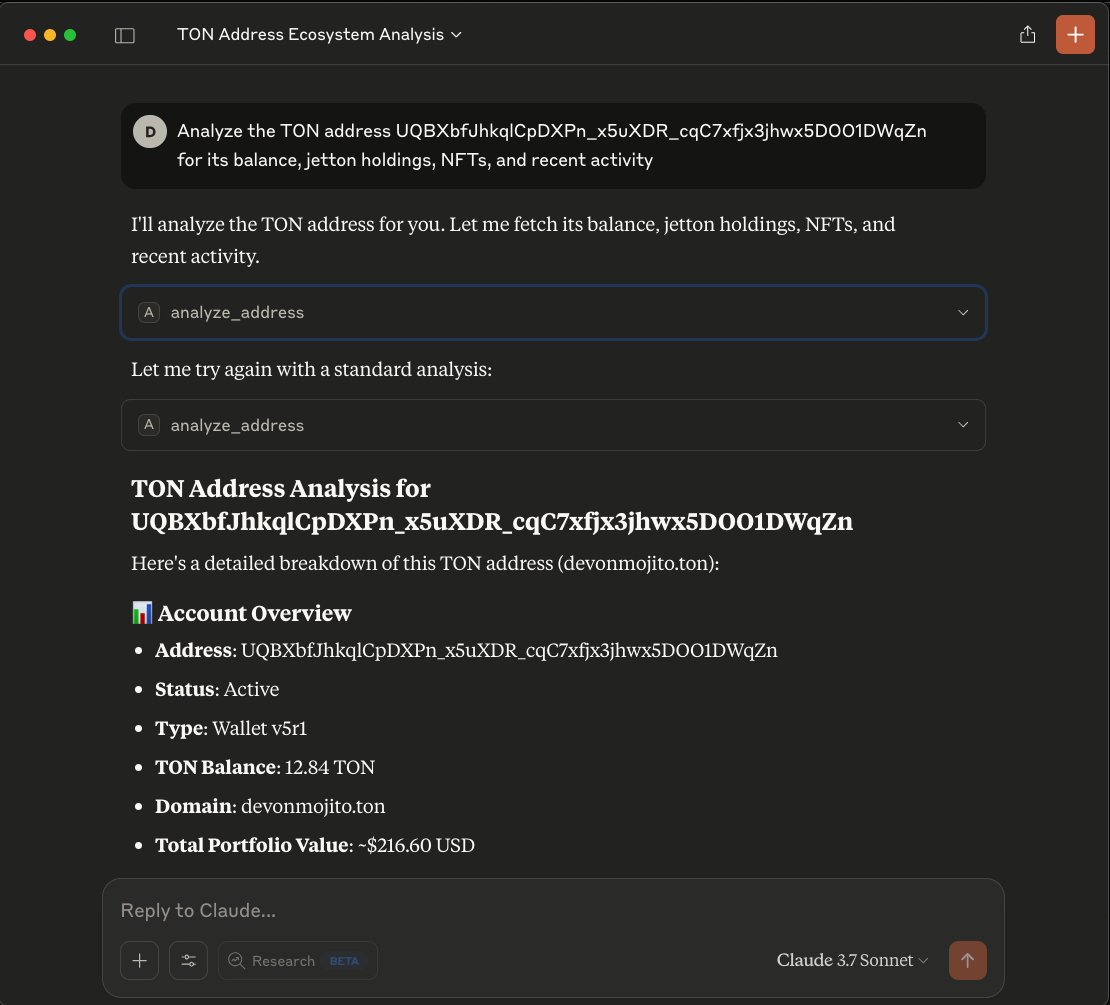 TON Address Ecosystem Analysis
D
Analyze the TON address UQBXbfJhkqlCpDXPn_x5uXDR_cqC7xfjx3jhwx5DOO1DWqZn
for its balance, jetton holdings, NFTs, and recent activity
I'll analyze the TON address for you. Let me fetch its balance, jetton holdings, NFTs, and
recent activity.
A analyze_address
Let me try again with a standard analysis:
A analyze_address
TON Address Analysis for
UQBXbfJhkqlCpDXPn_x5uXDR_cqC7xfjx3jhwx5DOO1DWqZn
Here's a detailed breakdown of this TON address (devonmojito.ton):
📊 Account Overview
• Address: UQBXbfJhkqlCpDXPn_x5uXDR_cqC7xfjx3jhwx5DOO1DWqZn
• Status: Active
• Type: Wallet v5r1
• TON Balance: 12.84 TON
• Domain: devonmojito.ton
• Total Portfolio Value: ~$216.60 USD
Reply to Claude...
Research BETA
Claude 3.7 Sonnet